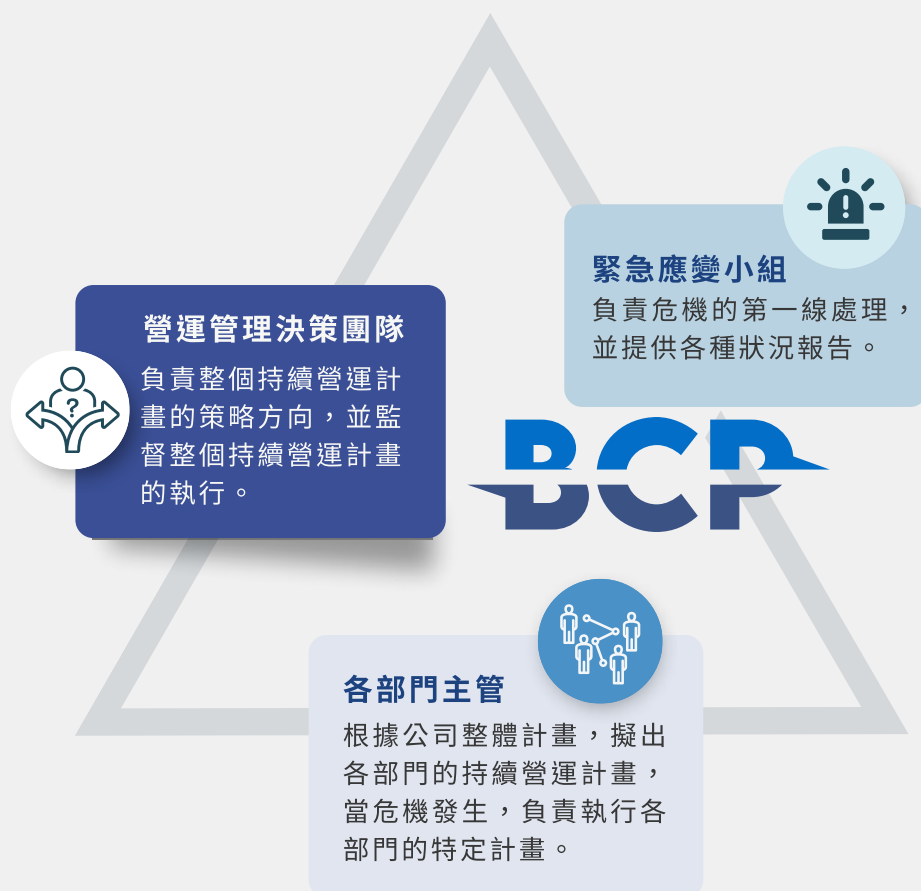 緊急應變小組
負責危機的第一線處理，
並提供各種狀況報告。
營運管理決策團隊
負責整個持續營運計
畫的策略方向，並監
督整個持續營運計畫
的執行。
?
BCP
各部門主管
根據公司整體計畫，擬出
各部門的持續營運計畫，
當危機發生，負責執行各
部門的特定計畫。